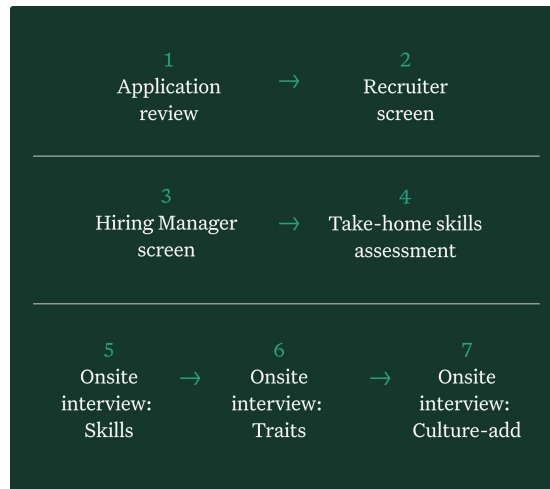 1 → 2
Application Recruiter
review screen
3 → 4
Hiring Manager Take-home skills
screen assessment
5 → 6 → 7
Onsite Onsite Onsite
interview: interview: interview:
Skills Traits Culture-add